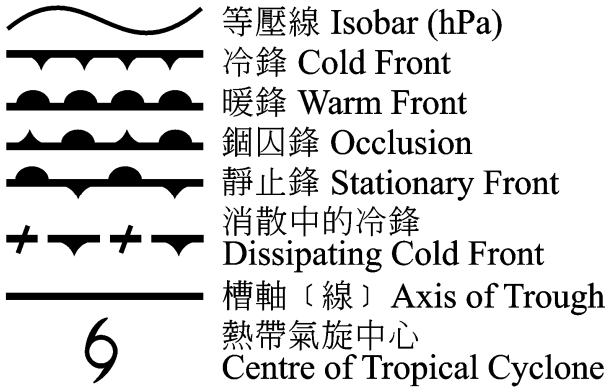 等壓線 Isobar (hPa)
冷鋒 Cold Front
暖鋒 Warm Front
錮囚鋒 Occlusion
靜止鋒 Stationary Front
消散中的冷鋒
Dissipating Cold Front
槽軸﹝線﹞ Axis of Trough
熱帶氣旋中心
Centre of Tropical Cyclone